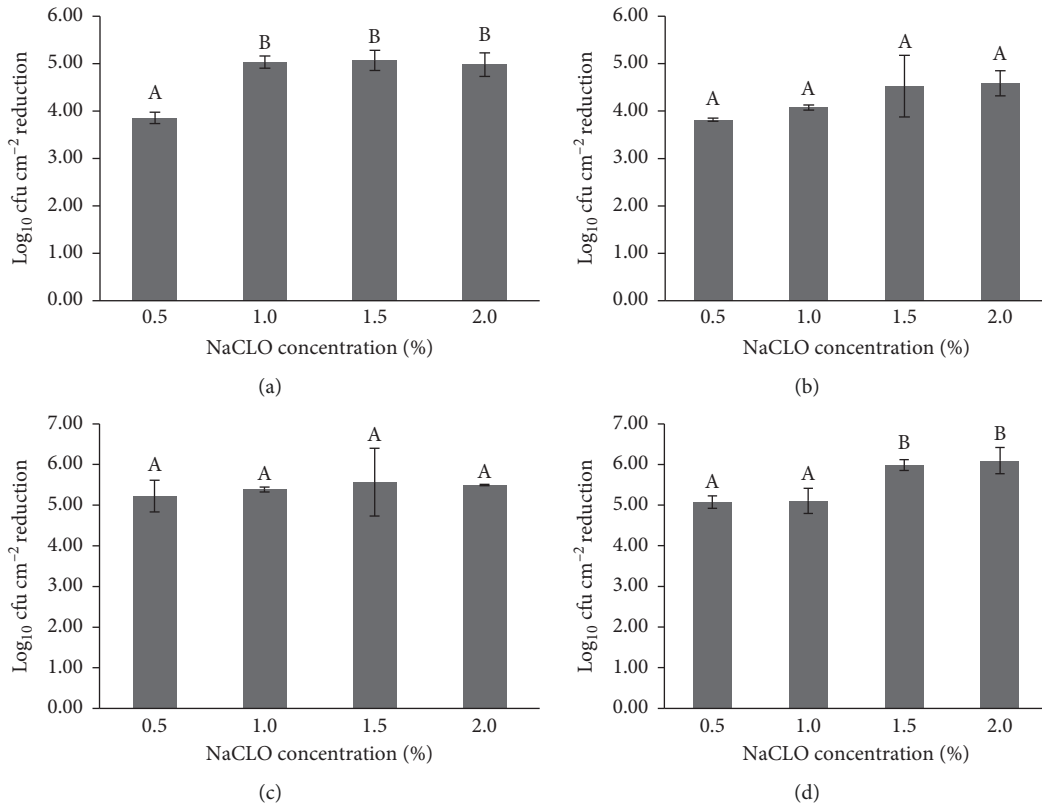 Log₁₀ cfu cm⁻² reduction
6.00
5.00
4.00
3.00
2.00
1.00
0.00
A
B
B
B
0.5 1.0 1.5 2.0
NaCLO concentration (%)
(a)
Log₁₀ cfu cm⁻² reduction
6.00
5.00
4.00
3.00
2.00
1.00
0.00
A
A
A
A
0.5 1.0 1.5 2.0
NaCLO concentration (%)
(b)
Log₁₀ cfu cm⁻² reduction
7.00
6.00
5.00
4.00
3.00
2.00
1.00
0.00
A
A
A
A
0.5 1.0 1.5 2.0
NaCLO concentration (%)
(c)
Log₁₀ cfu cm⁻² reduction
7.00
6.00
5.00
4.00
3.00
2.00
1.00
0.00
A
A
B
B
0.5 1.0 1.5 2.0
NaCLO concentration (%)
(d)